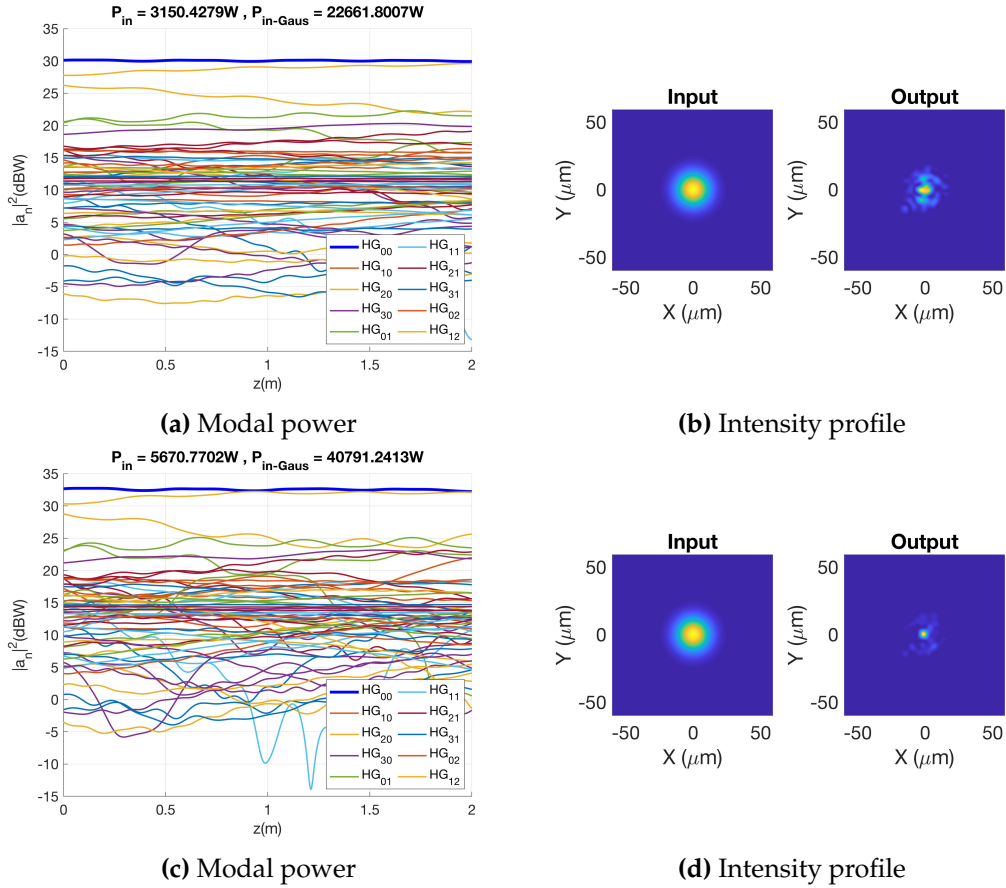 P_in = 3150.4279W , P_in-Gaus = 22661.8007W
35
30
25
20
15
10
5
0
-5
-10
-15
|a_n|^2(dBW)
0 0.5 1 1.5 2
z(m)
HG_00 HG_11
HG_10 HG_21
HG_20 HG_31
HG_30 HG_02
HG_01 HG_12
(a) Modal power
Input
50
0
-50
Y (μm)
-50 0 50
X (μm)
Output
50
0
-50
Y (μm)
-50 0 50
X (μm)
(b) Intensity profile
P_in = 5670.7702W , P_in-Gaus = 40791.2413W
35
30
25
20
15
10
5
0
-5
-10
-15
|a_n|^2(dBW)
0 0.5 1 1.5 2
z(m)
HG_00 HG_11
HG_10 HG_21
HG_20 HG_31
HG_30 HG_02
HG_01 HG_12
(c) Modal power
Input
50
0
-50
Y (μm)
-50 0 50
X (μm)
Output
50
0
-50
Y (μm)
-50 0 50
X (μm)
(d) Intensity profile